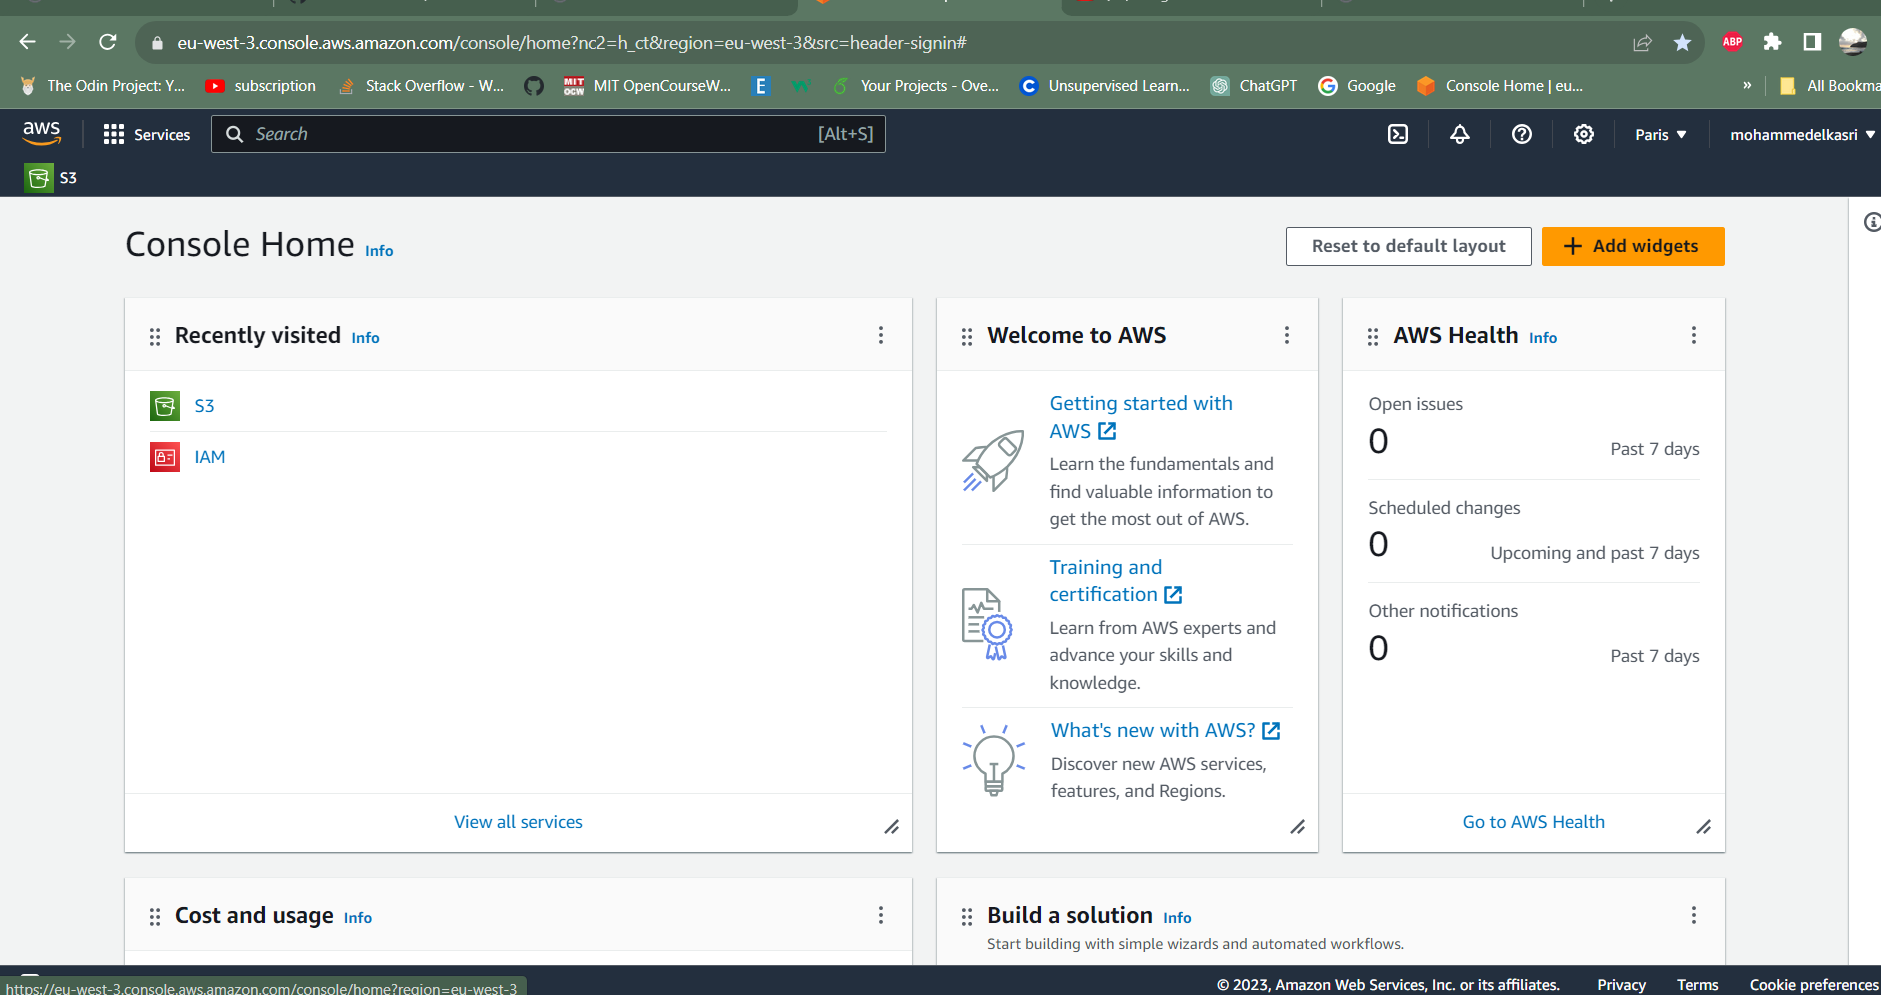 eu-west-3.console.aws.amazon.com/console/home?nc2=h_ct&region=eu-west-3&src=header-signin#
ABP
The Odin Project: Y...
subscription
Stack Overflow - W...
MIT OCW
MIT OpenCourseW...
E
Your Projects - Ove...
C
Unsupervised Learn...
ChatGPT
Google
Console Home | eu...
»
All Bookma
aws
Services
Search
[Alt+S]
Paris
mohammedelkasri
S3
Console Home Info
Reset to default layout
+ Add widgets
Recently visited Info
S3
IAM
View all services
Welcome to AWS
Getting started with
AWS
Learn the fundamentals and
find valuable information to
get the most out of AWS.
Training and
certification
Learn from AWS experts and
advance your skills and
knowledge.
What's new with AWS?
Discover new AWS services,
features, and Regions.
AWS Health Info
Open issues
0
Past 7 days
Scheduled changes
0
Upcoming and past 7 days
Other notifications
0
Past 7 days
Go to AWS Health
Cost and usage Info
Build a solution Info
Start building with simple wizards and automated workflows.
https://eu-west-3.console.aws.amazon.com/console/home?region=eu-west-3
© 2023, Amazon Web Services, Inc. or its affiliates.
Privacy
Terms
Cookie preferences